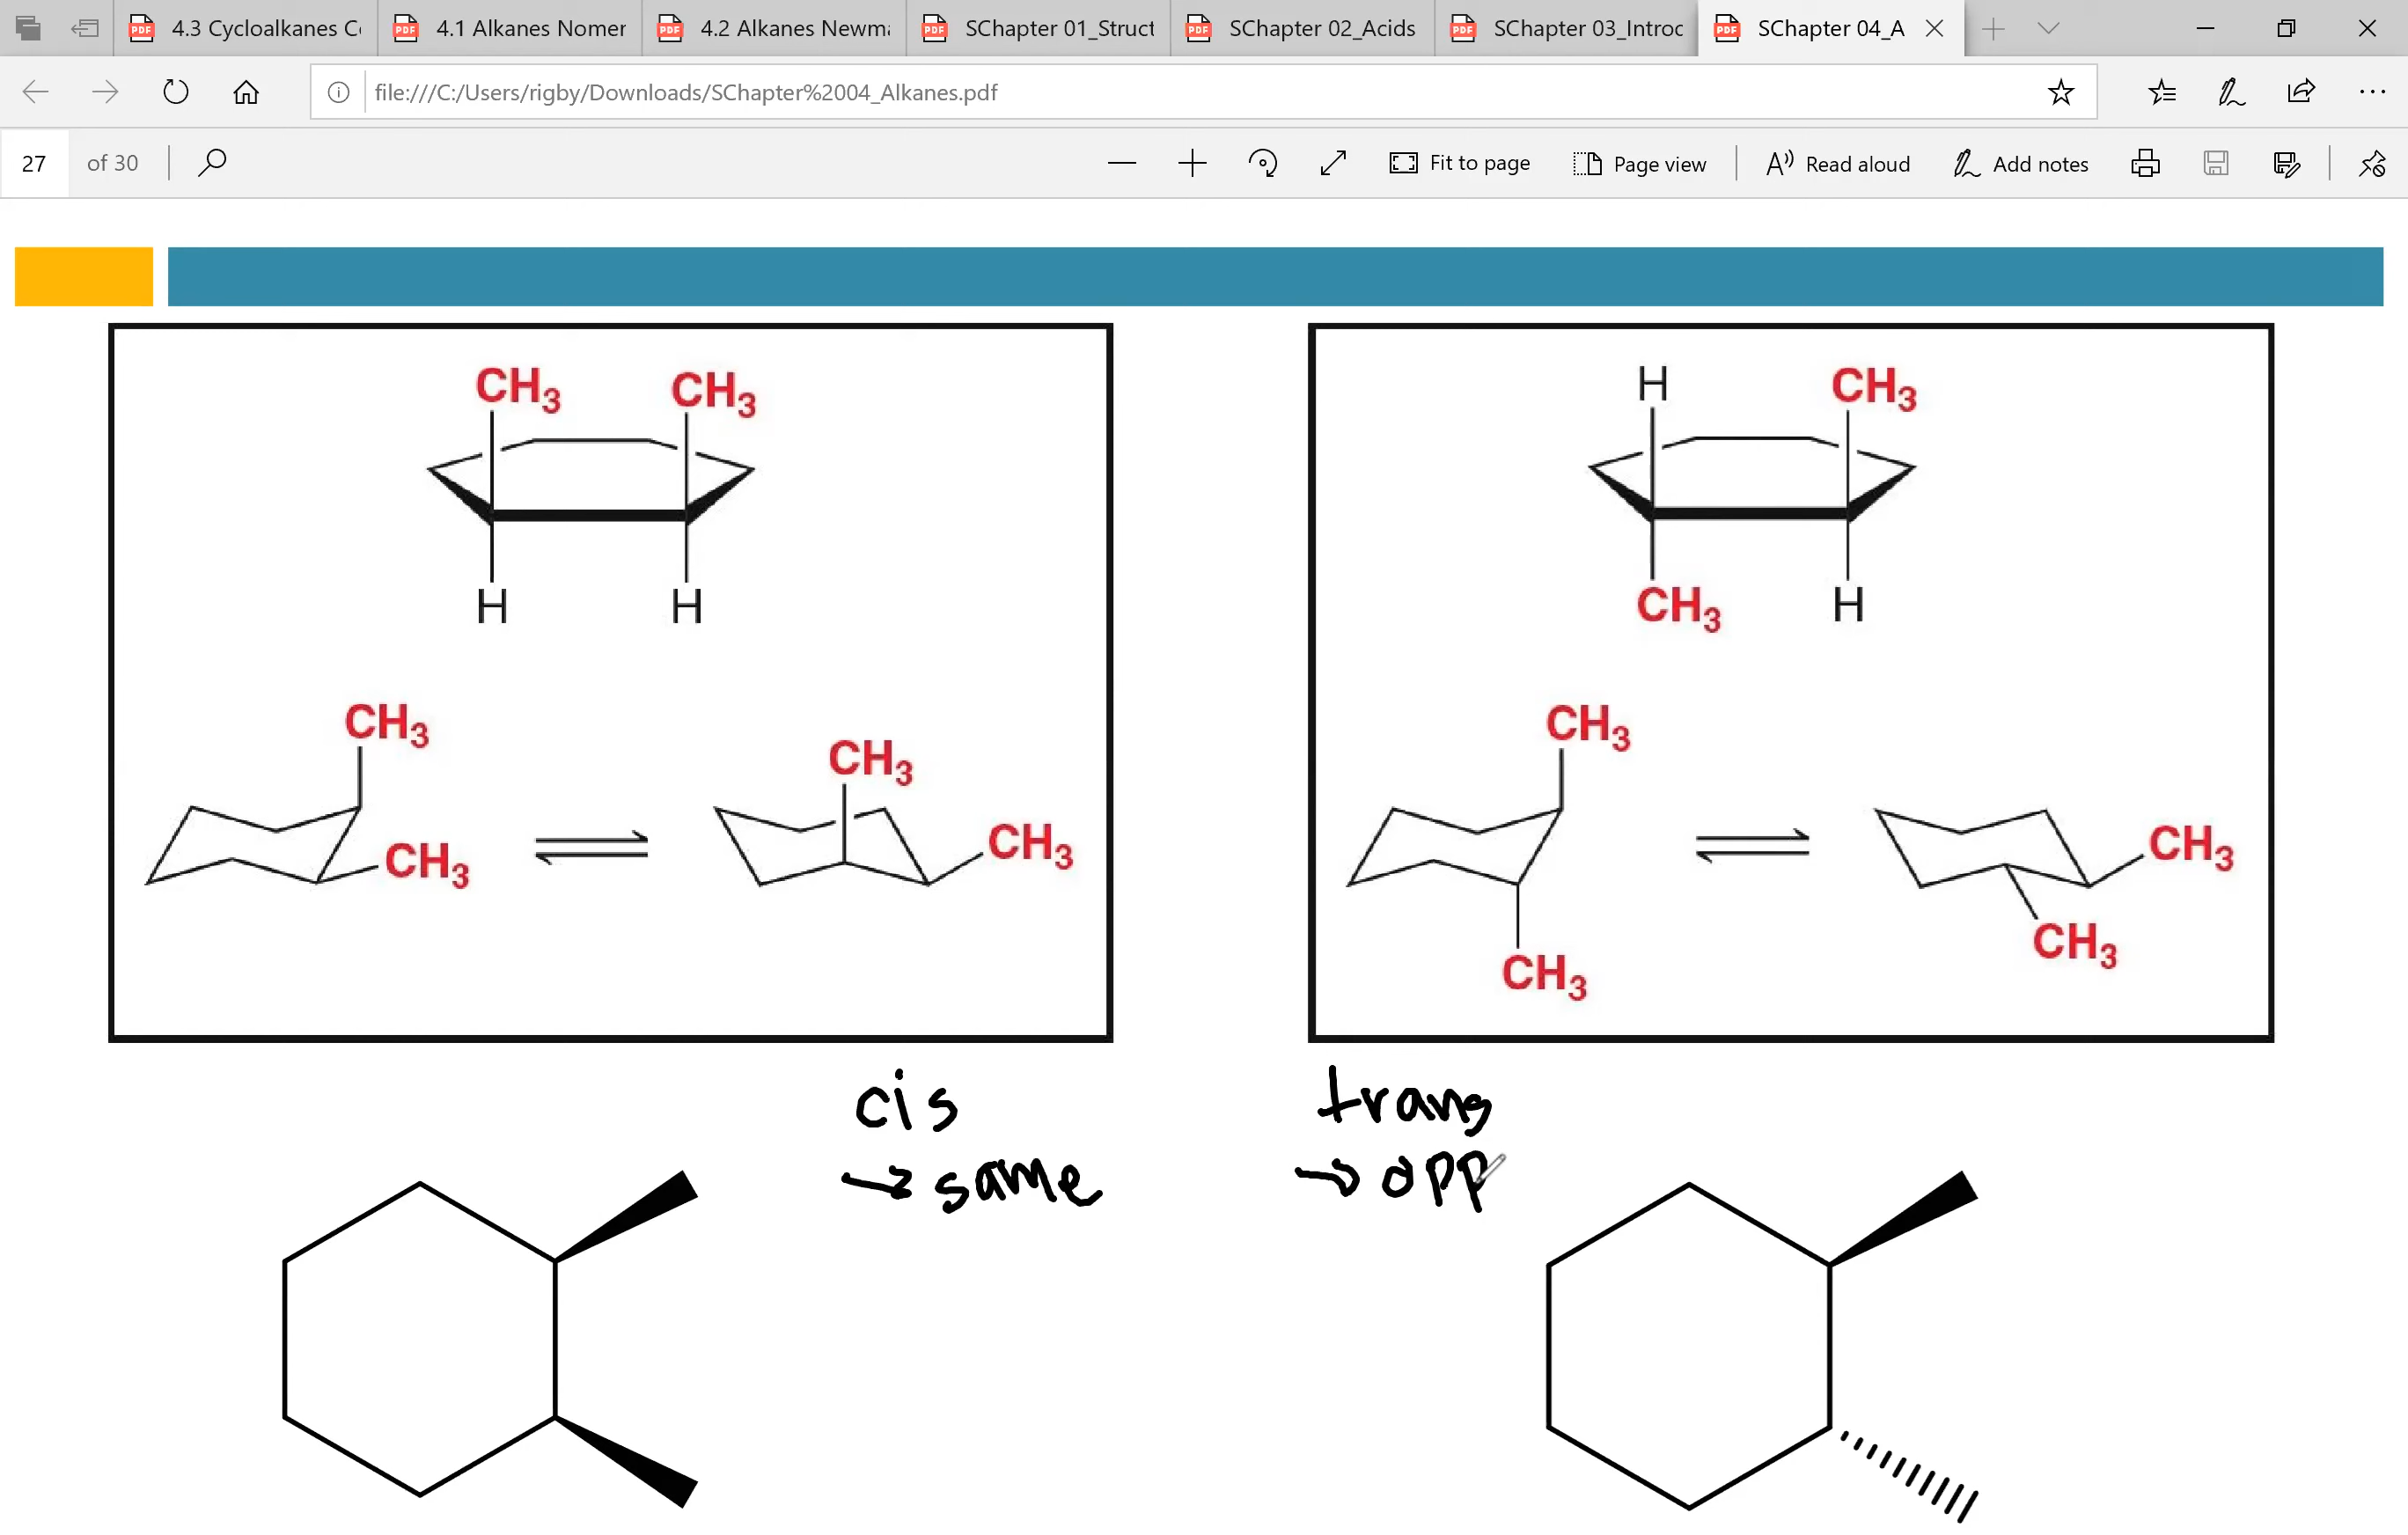 4.3 Cycloalkanes C 4.1 Alkanes Nomer 4.2 Alkanes Newm SChapter 01_Struct SChapter 02_Acids SChapter 03_Introc SChapter 04_A
file:///C:/Users/rigby/Downloads/SChapter%2004_Alkanes.pdf
27 of 30 Fit to page Page view Read aloud Add notes
CH3 CH3
H H
CH3
CH3
CH3
CH3
H CH3
CH3 H
CH3
CH3
CH3
CH3
cis
→ same
trans
→ opp